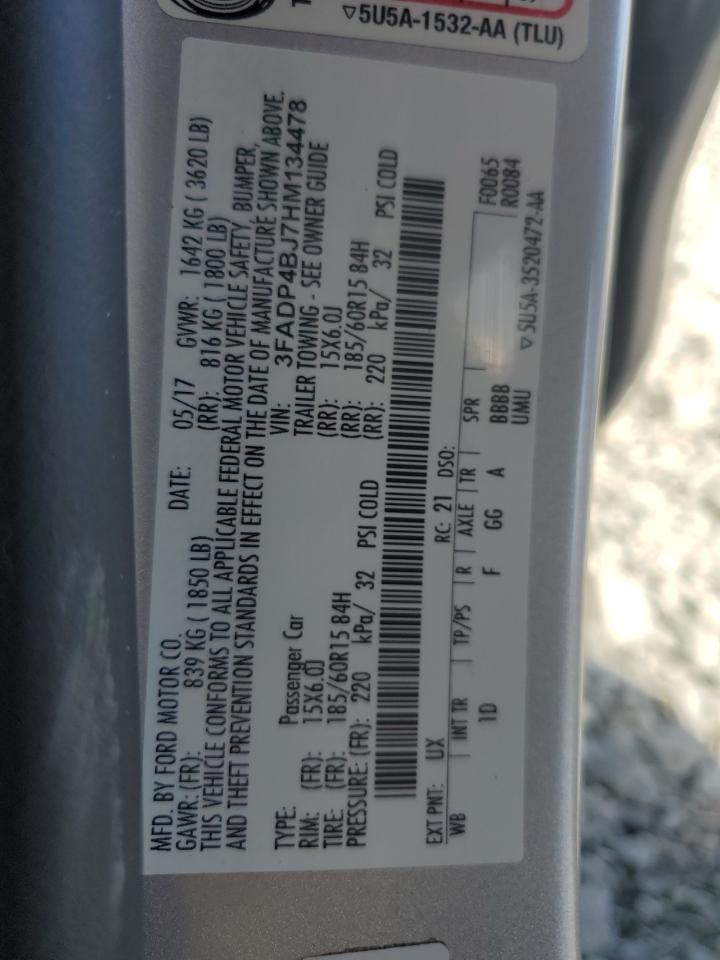 5U5A-1532-AA (TLU)
MFD. BY FORD MOTOR CO.
DATE: 05/17 GVWR: 1642 KG ( 3620 LB)
GAWR: (FR): 839 KG ( 1850 LB) (RR): 816 KG ( 1800 LB)
THIS VEHICLE CONFORMS TO ALL APPLICABLE FEDERAL MOTOR VEHICLE SAFETY, BUMPER,
AND THEFT PREVENTION STANDARDS IN EFFECT ON THE DATE OF MANUFACTURE SHOWN ABOVE.
VIN: 3FADP4BJ7HM134478
TYPE: Passenger Car TRAILER TOWING - SEE OWNER GUIDE
RIM: (FR): 15X6.0J (RR): 15X6.0J
TIRE: (FR): 185/60R15 84H (RR): 185/60R15 84H
PRESSURE: (FR): 220 kPa/ 32 PSI COLD (RR): 220 kPa/ 32 PSI COLD
EXT PNT: UX RC: 21 DSO: F0065
WB INT TR TP/PS R AXLE TR SPR R0084
1D F GG A BBBB
UMU
5U5A-3520472-AA